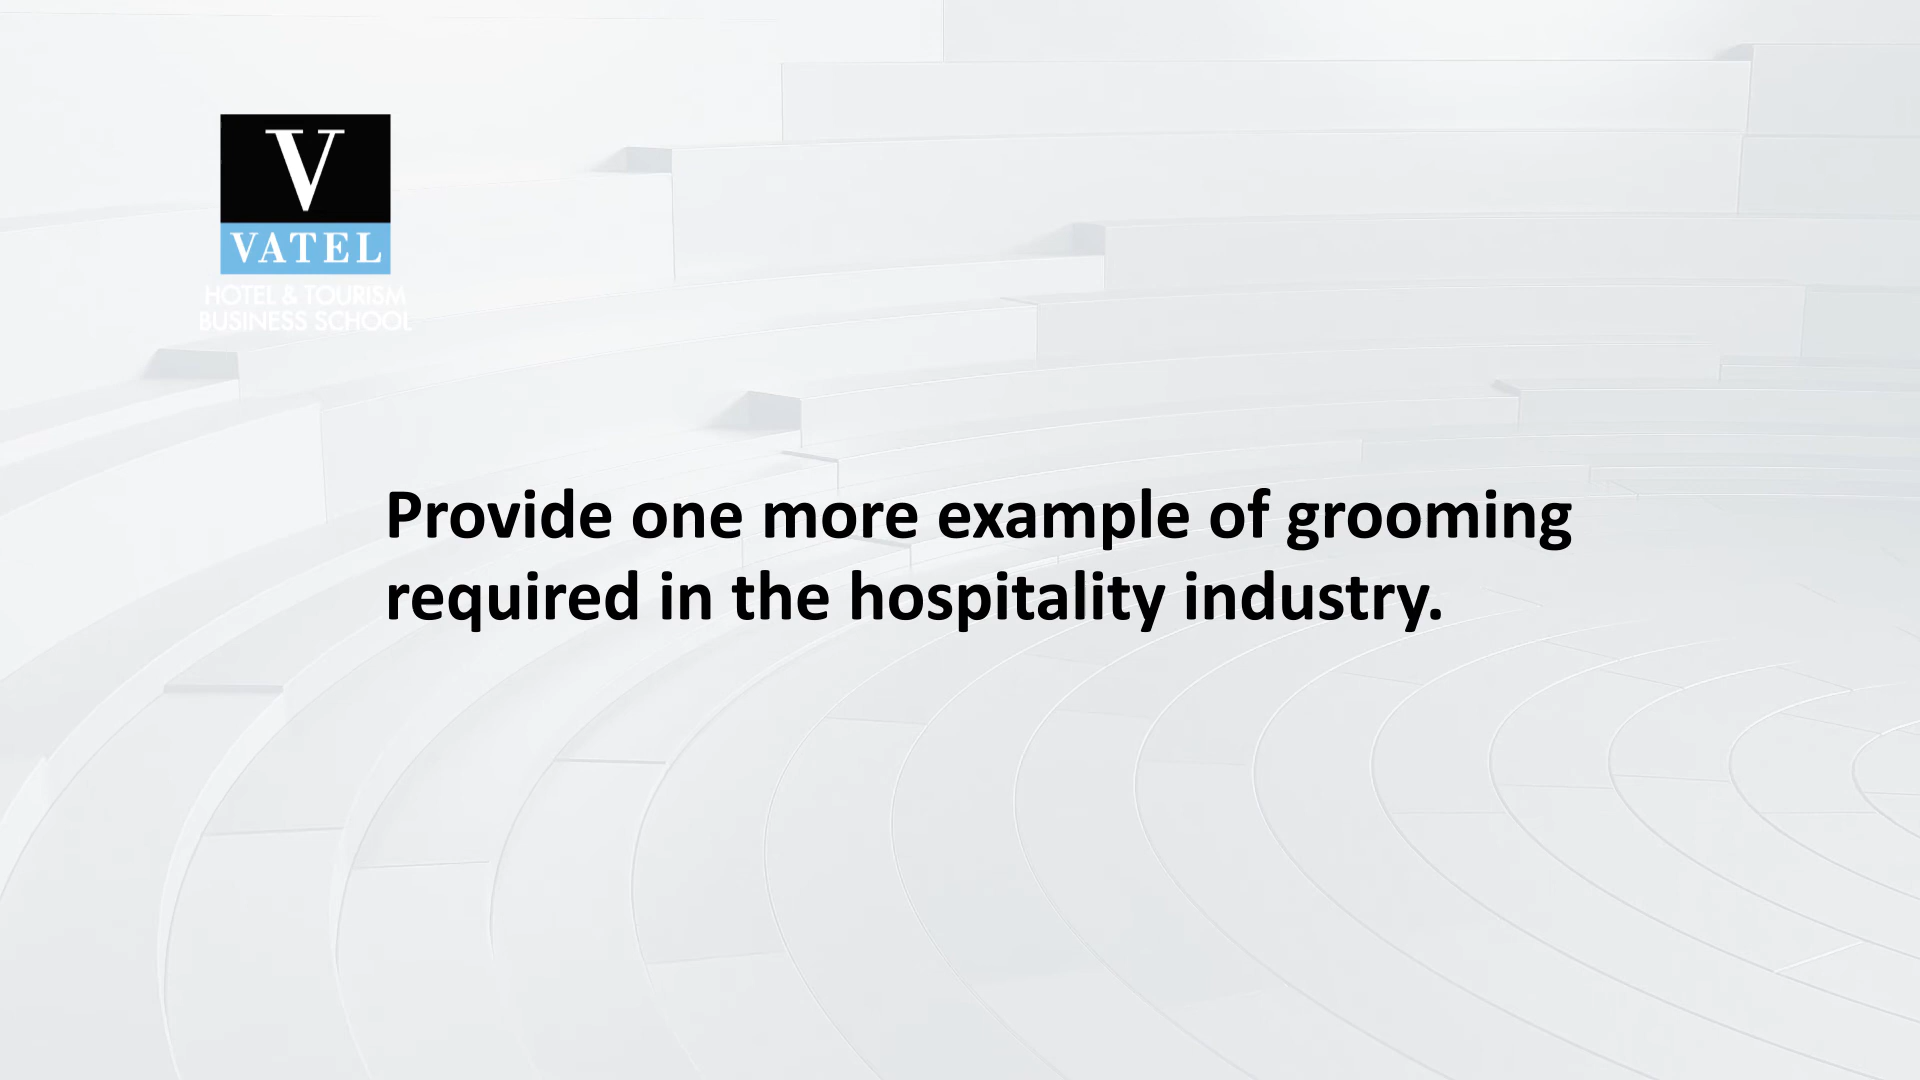 V
VATEL
HOTEL & TOURISM
BUSINESS SCHOOL
Provide one more example of grooming
required in the hospitality industry.